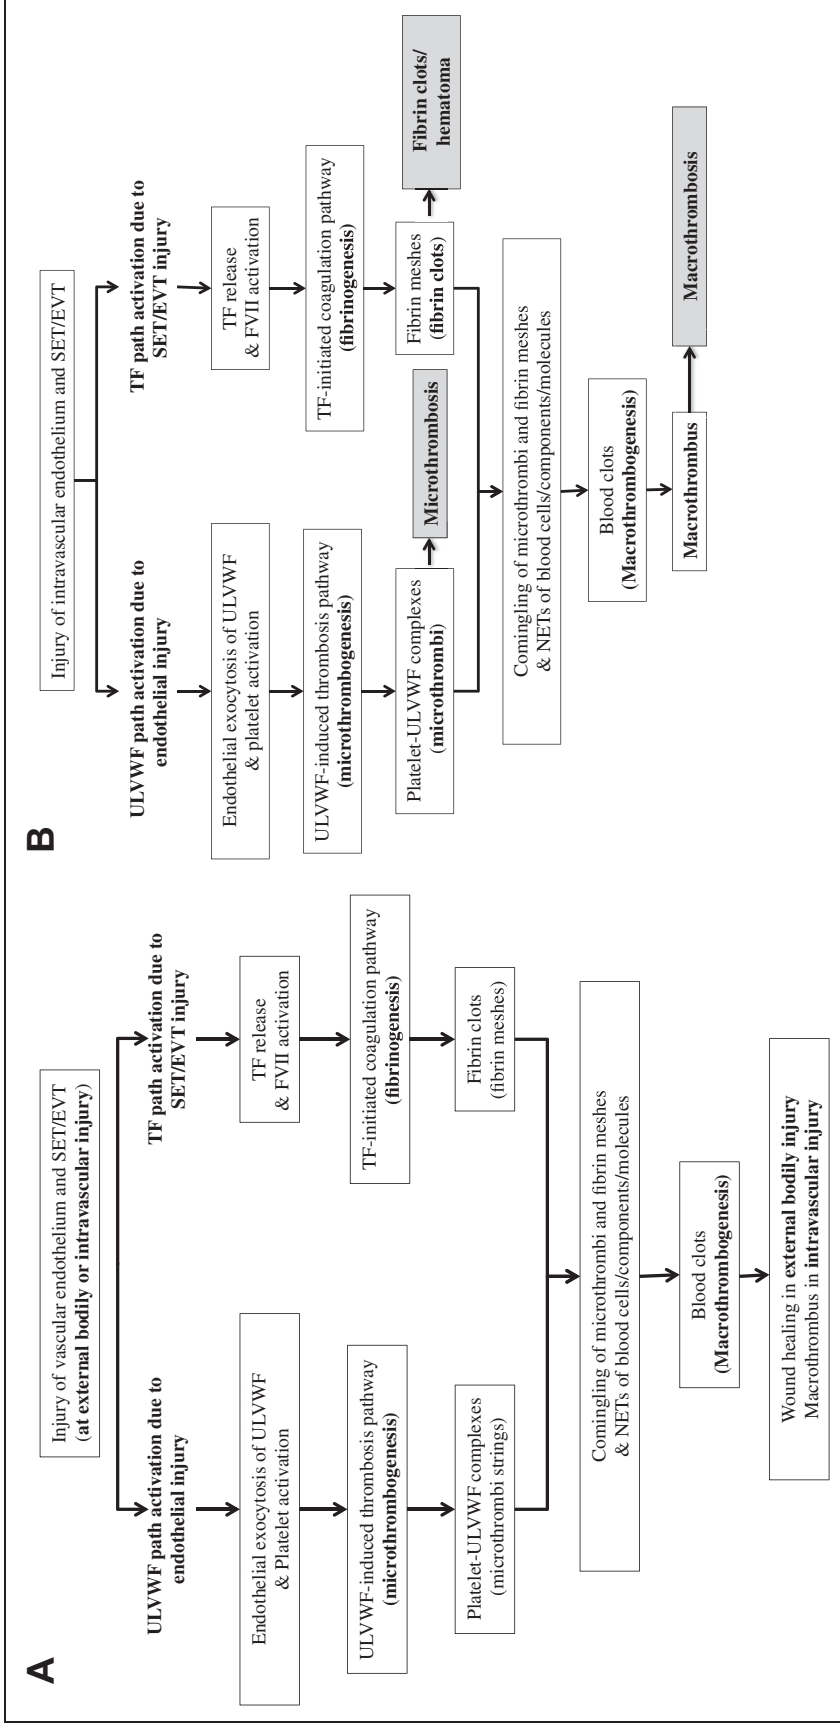 A
Injury of vascular endothelium and SET/EVT
(at external bodily or intravascular injury)
ULVWF path activation due to
endothelial injury
TF path activation due to
SET/EVT injury
Endothelial exocytosis of ULVWF
& Platelet activation
TF release
& FVII activation
ULVWF-induced thrombosis pathway
(microthrombogenesis)
TF-initiated coagulation pathway
(fibrinogenesis)
Platelet-ULVWF complexes
(microthrombi strings)
Fibrin clots
(fibrin meshes)
Comingling of microthrombi and fibrin meshes
& NETs of blood cells/components/molecules
Blood clots
(Macrothrombogenesis)
Wound healing in external bodily injury
Macrothrombus in intravascular injury
B
Injury of intravascular endothelium and SET/EVT
ULVWF path activation due to
endothelial injury
TF path activation due to
SET/EVT injury
Endothelial exocytosis of ULVWF
& platelet activation
TF release
& FVII activation
ULVWF-induced thrombosis pathway
(microthrombogenesis)
TF-initiated coagulation pathway
(fibrinogenesis)
Platelet-ULVWF complexes
(microthrombi)
Microthrombosis
Fibrin meshes
(fibrin clots)
Fibrin clots/
hematoma
Comingling of microthrombi and fibrin meshes
& NETs of blood cells/components/molecules
Blood clots
(Macrothrombogenesis)
Macrothrombus
Macrothrombosis